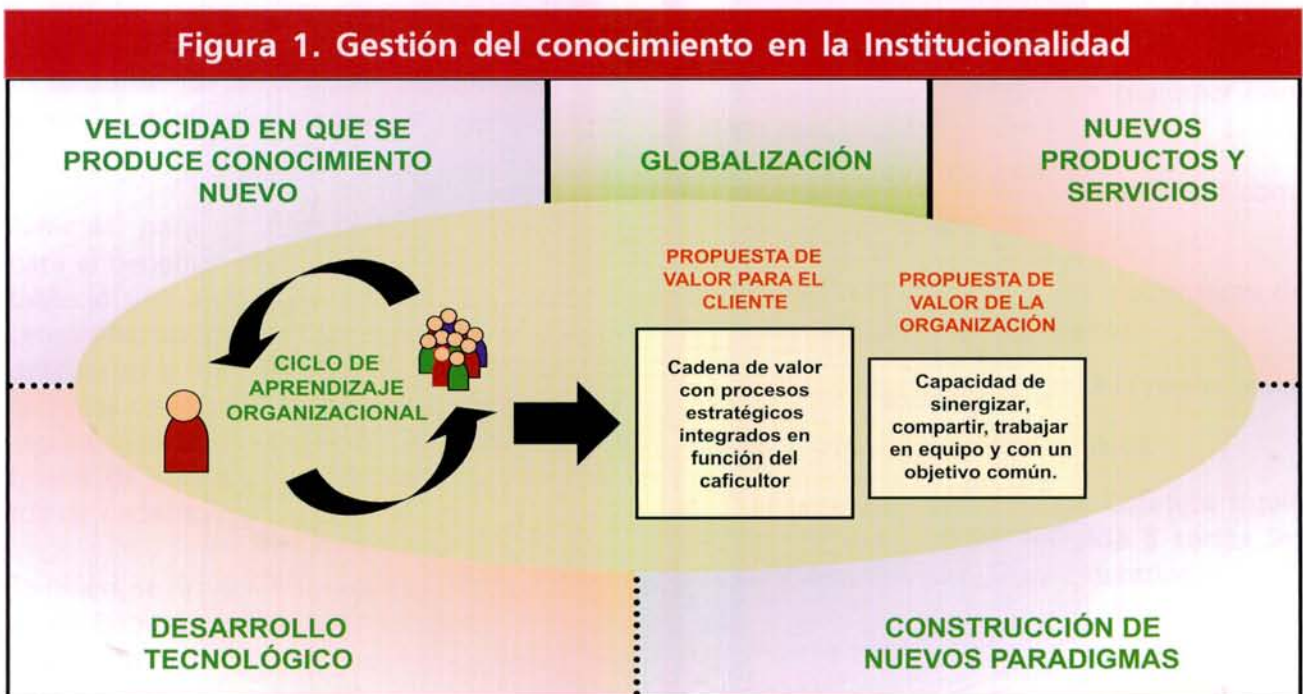 Figura 1. Gestión del conocimiento en la Institucionalidad
VELOCIDAD EN QUE SE
PRODUCE CONOCIMIENTO
NUEVO
GLOBALIZACIÓN
NUEVOS
PRODUCTOS Y
SERVICIOS
CICLO DE
APRENDIZAJE
ORGANIZACIONAL
PROPUESTA DE
VALOR PARA EL
CLIENTE
Cadena de valor
con procesos
estratégicos
integrados en
función del
caficultor
PROPUESTA DE
VALOR DE LA
ORGANIZACIÓN
Capacidad de
sinergizar,
compartir, trabajar
en equipo y con un
objetivo común.
DESARROLLO
TECNOLÓGICO
CONSTRUCCIÓN DE
NUEVOS PARADIGMAS